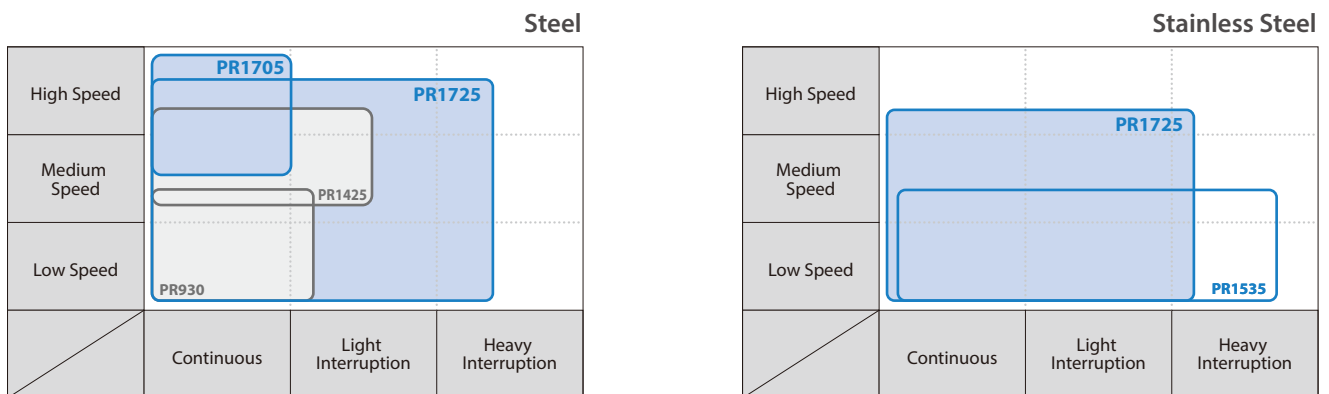 Steel
PR1705
High Speed
PR1725
Medium
Speed
PR1425
Low Speed
PR930
Continuous
Light
Interruption
Heavy
Interruption
Stainless Steel
High Speed
PR1725
Medium
Speed
Low Speed
PR1535
Continuous
Light
Interruption
Heavy
Interruption